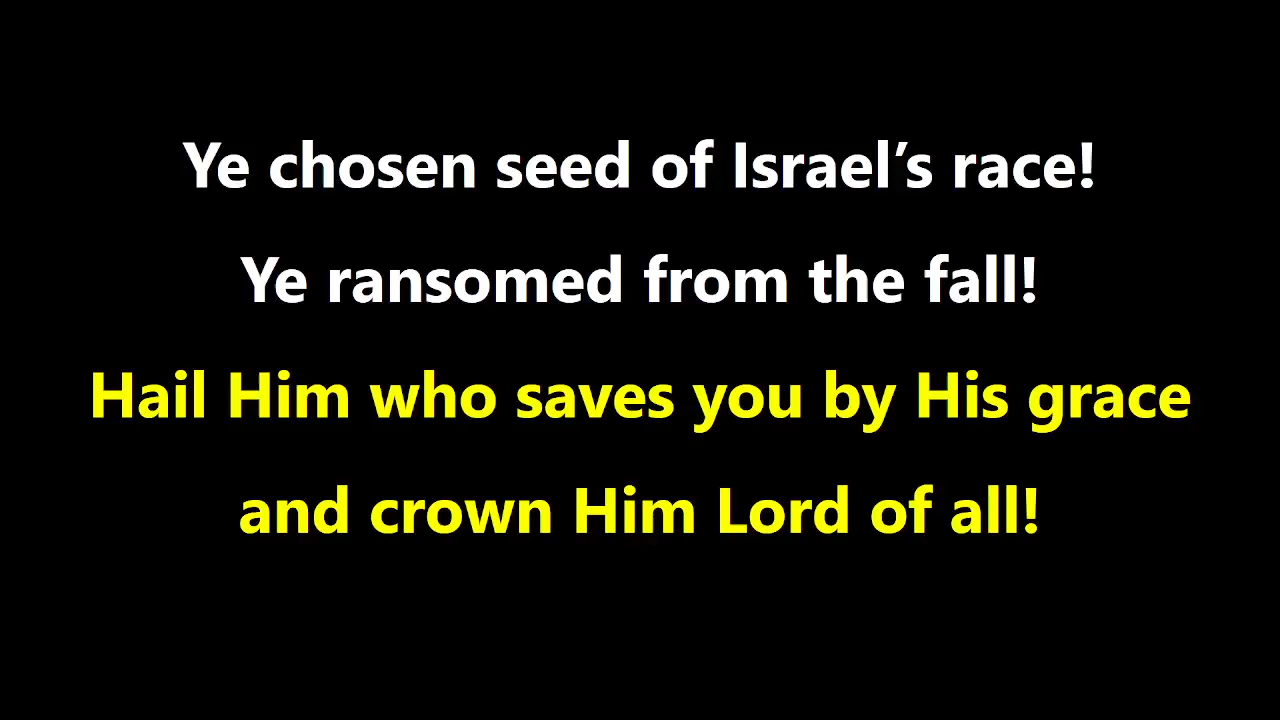 Ye chosen seed of Israel’s race!
Ye ransomed from the fall!
Hail Him who saves you by His grace
and crown Him Lord of all!